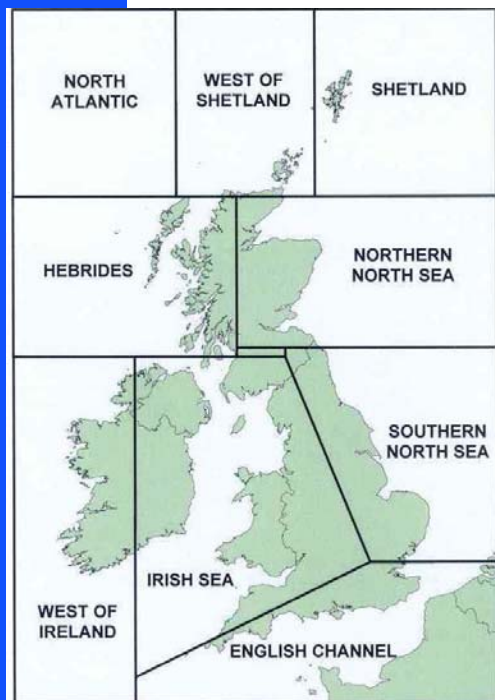 NORTH
ATLANTIC
WEST OF
SHETLAND
SHETLAND
HEBRIDES
NORTHERN
NORTH SEA
SOUTHERN
NORTH SEA
IRISH SEA
WEST OF
IRELAND
ENGLISH CHANNEL